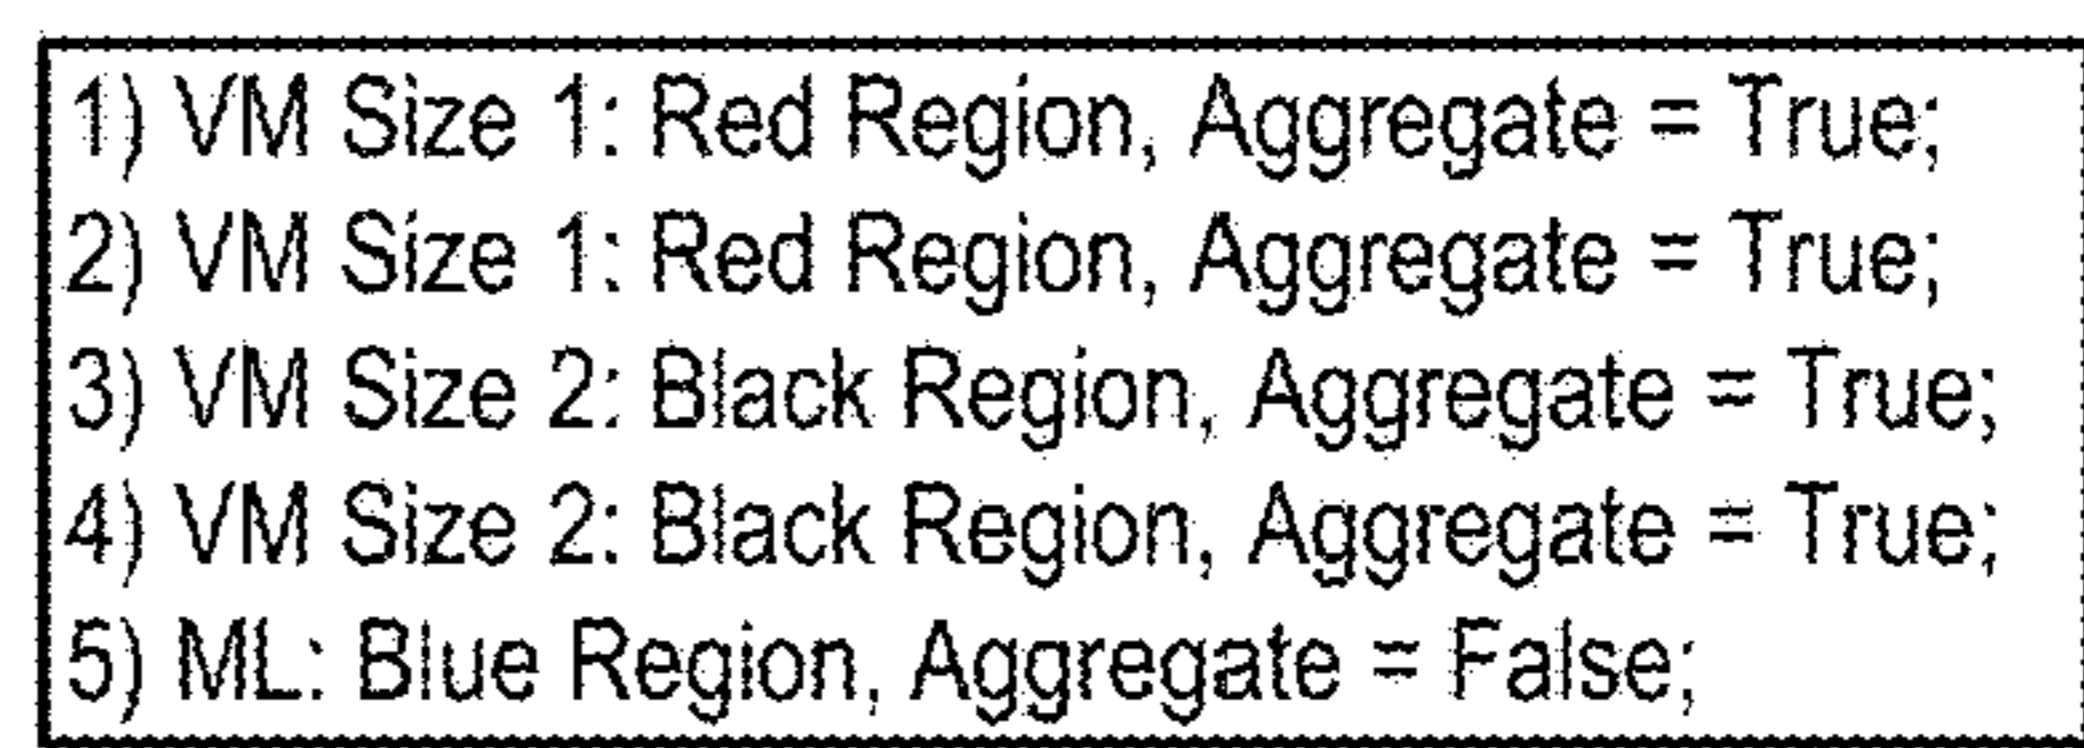 1) VM Size 1: Red Region, Aggregate = True;
2) VM Size 1: Red Region, Aggregate = True;
3) VM Size 2: Black Region, Aggregate = True;
4) VM Size 2: Black Region, Aggregate = True;
5) ML: Blue Region, Aggregate = False;